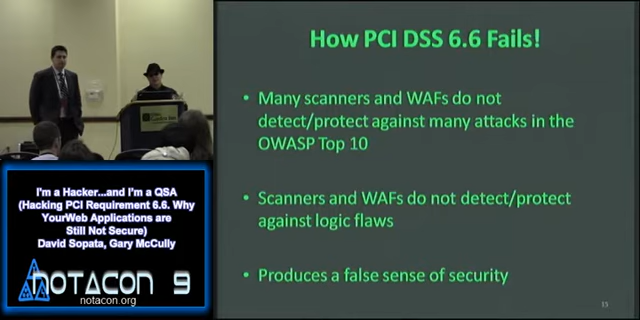 How PCI DSS 6.6 Fails!
• Many scanners and WAFs do not
detect/protect against many attacks in the
OWASP Top 10
• Scanners and WAFs do not detect/protect
against logic flaws
• Produces a false sense of security
15
I'm a Hacker...and I'm a QSA
(Hacking PCI Requirement 6.6. Why
YourWeb Applications are
Still Not Secure)
David Sopata, Gary McCully
NOTACON 9
notacon.org